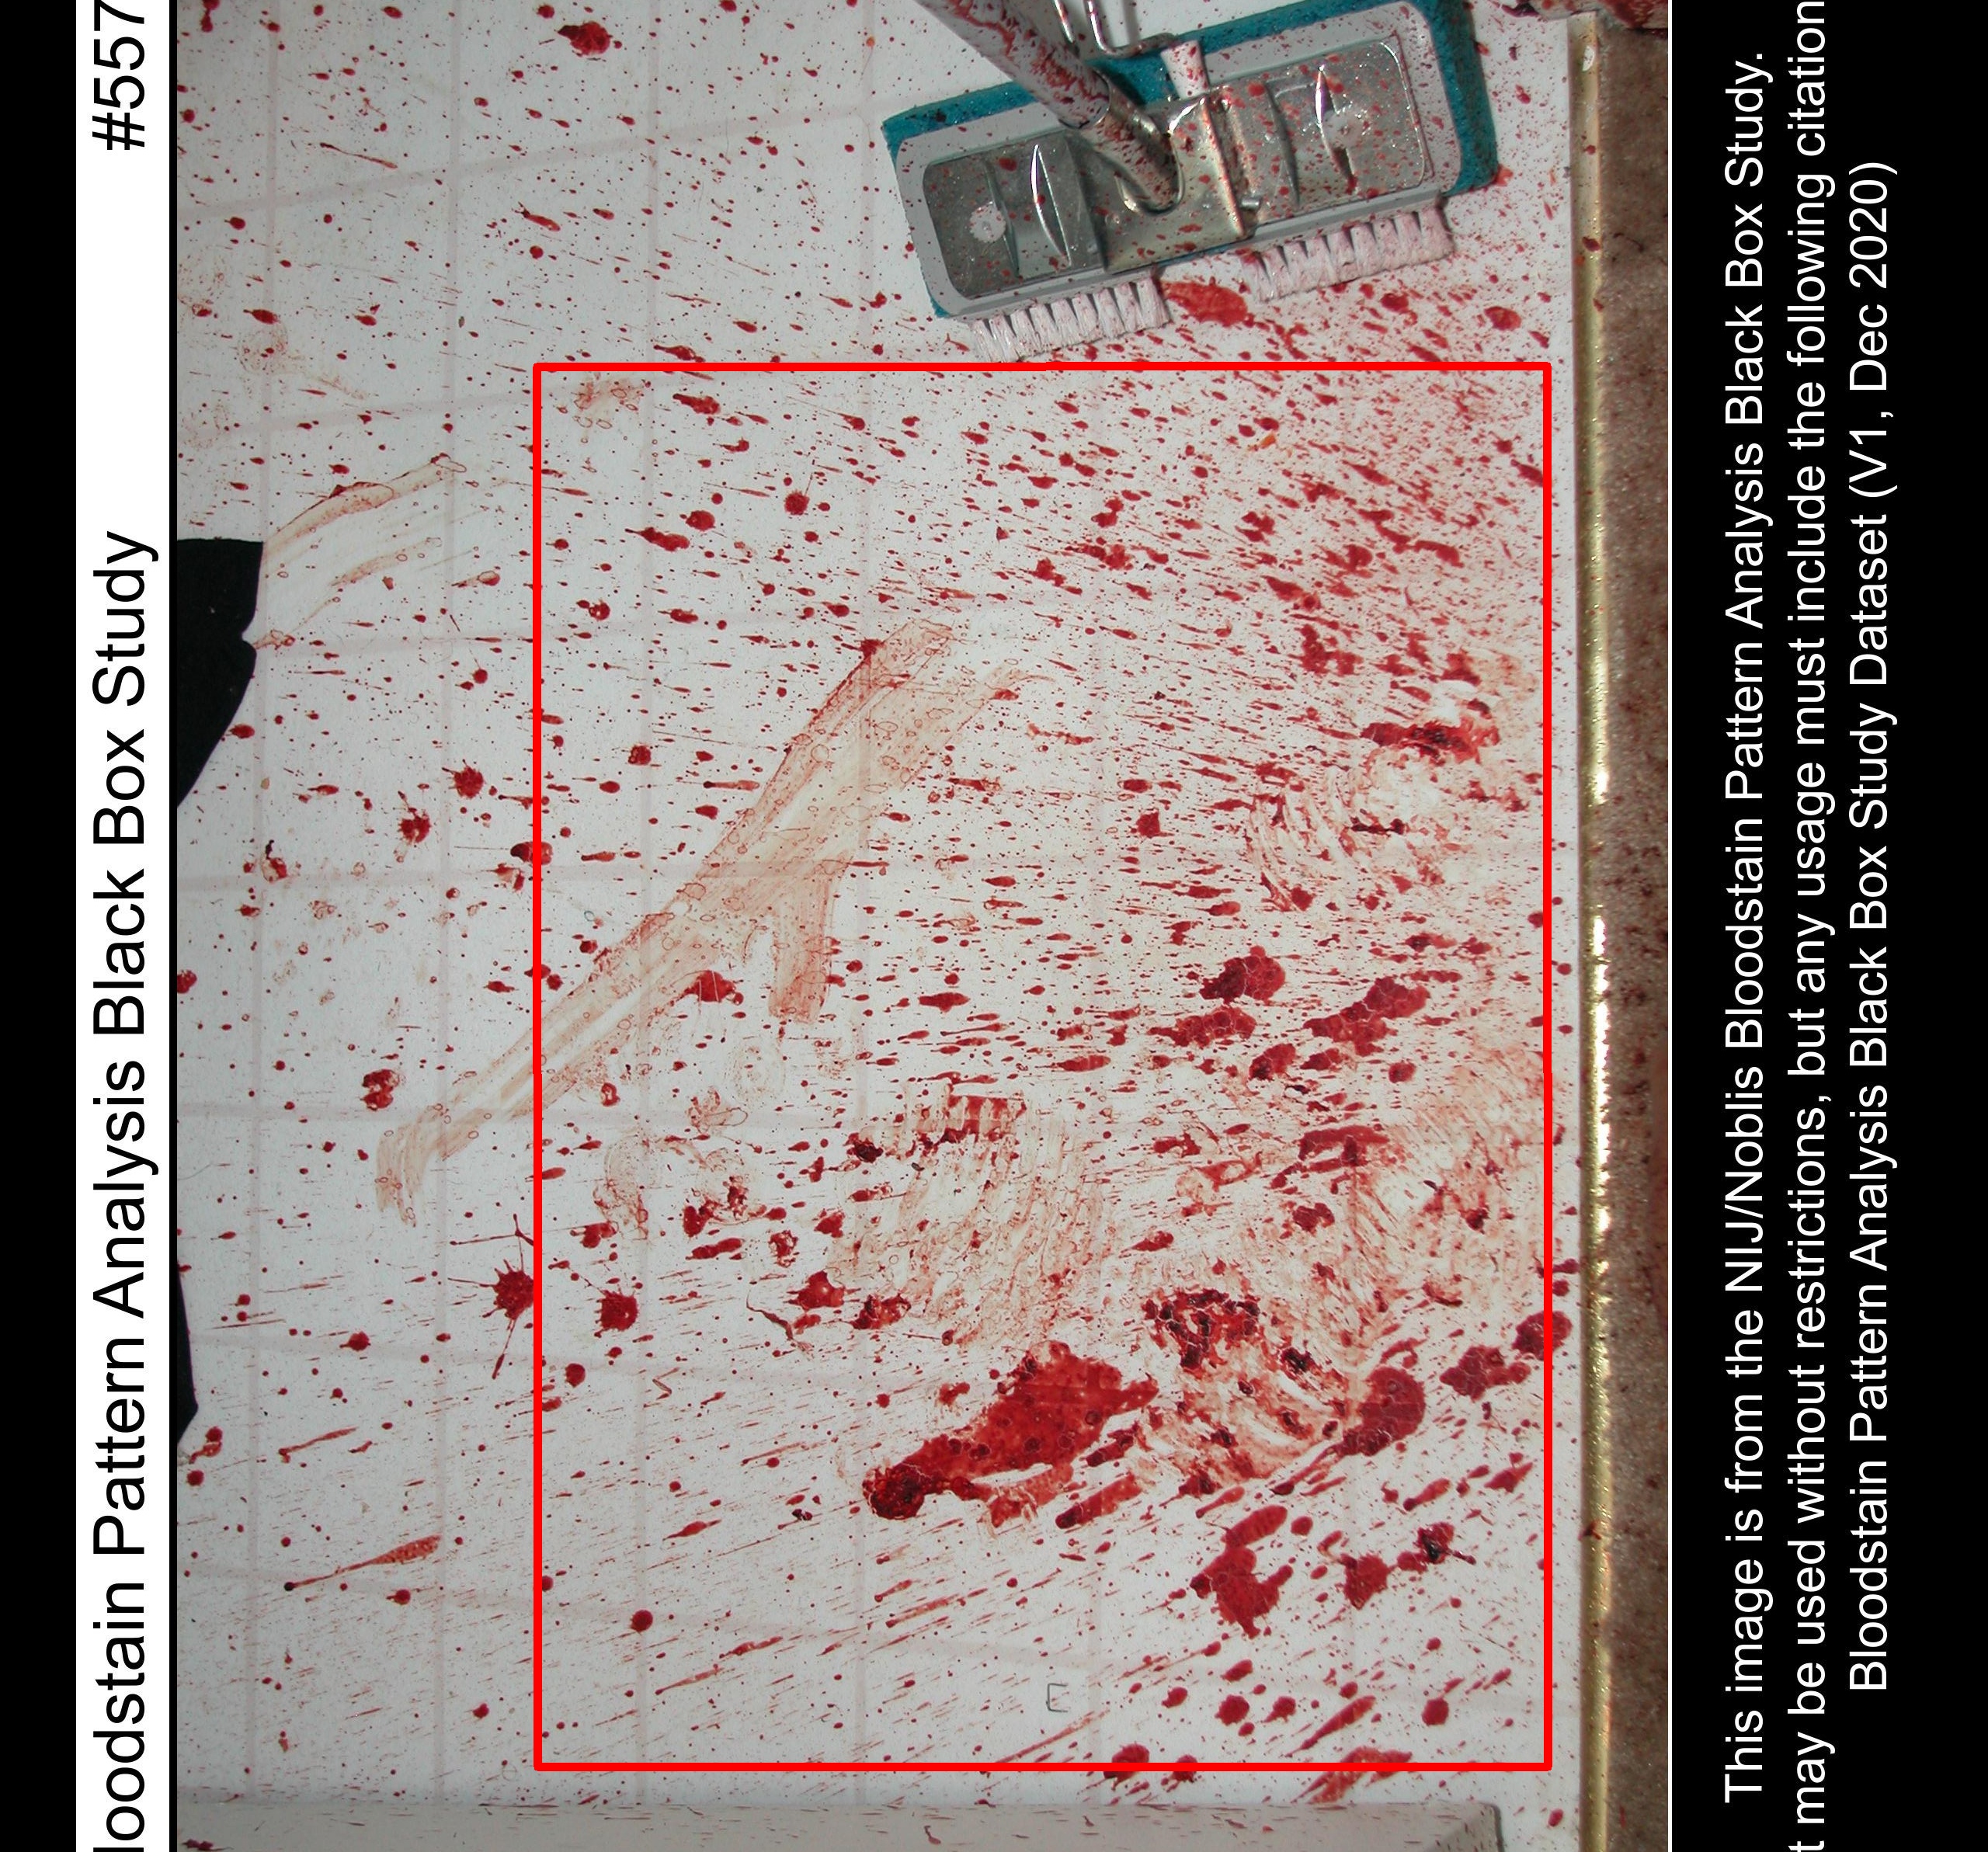 loodstain Pattern Analysis Black Box Study #557
This image is from the NIJ/Noblis Bloodstain Pattern Analysis Black Box Study.
t may be used without restrictions, but any usage must include the following citation
Bloodstain Pattern Analysis Black Box Study Dataset (V1, Dec 2020)
E